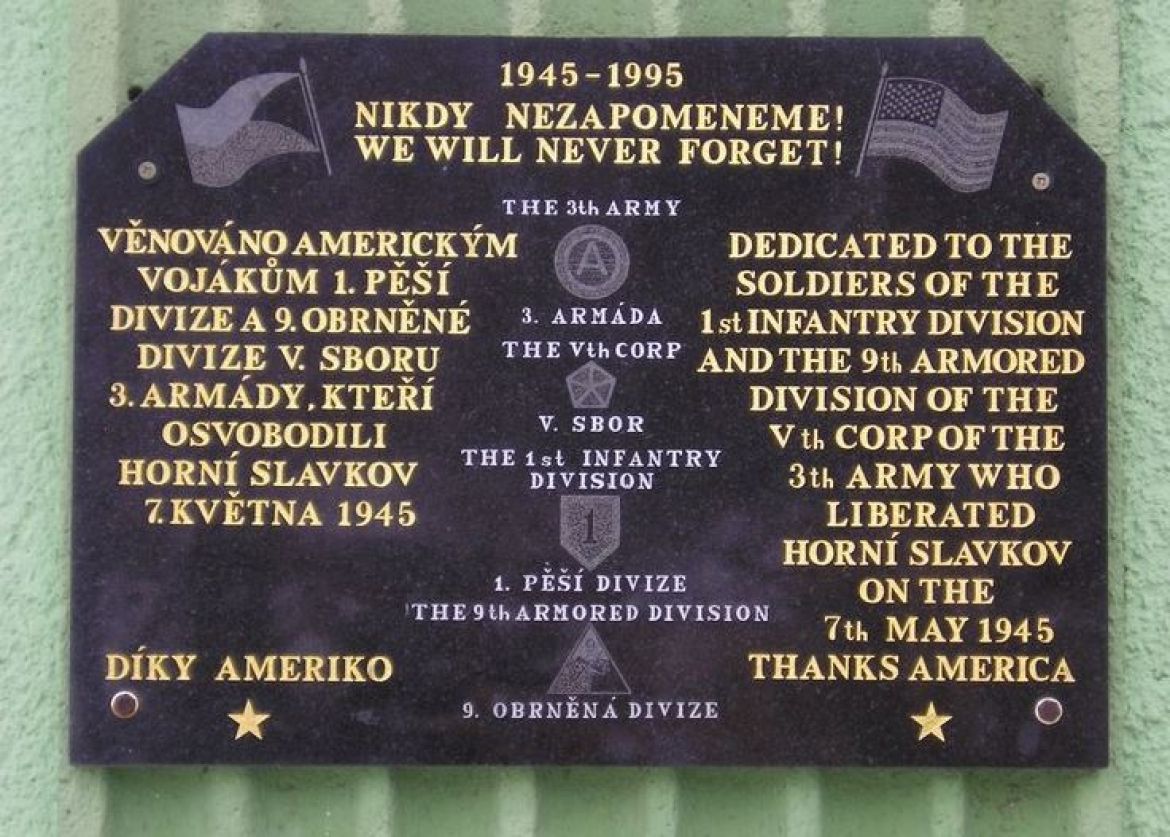 1945-1995
NIKDY NEZAPOMENEME!
WE WILL NEVER FORGET!
VĚNOVÁNO AMERICKÝM
VOJÁKŮM 1. PĚŠÍ
DIVIZE A 9. OBRNĚNÉ
DIVIZE V. SBORU
3. ARMÁDY, KTEŘÍ
OSVOBODILI
HORNÍ SLAVKOV
7. KVĚTNA 1945
DÍKY AMERIKO
THE 3th ARMY
A
3. ARMÁDA
THE Vth CORP
V. SBOR
THE 1st INFANTRY
DIVISION
1
1. PĚŠÍ DIVIZE
THE 9th ARMORED DIVISION
9. OBRNĚNÁ DIVIZE
DEDICATED TO THE
SOLDIERS OF THE
1st INFANTRY DIVISION
AND THE 9th ARMORED
DIVISION OF THE
Vth CORP OF THE
3th ARMY WHO
LIBERATED
HORNÍ SLAVKOV
ON THE
7th MAY 1945
THANKS AMERICA